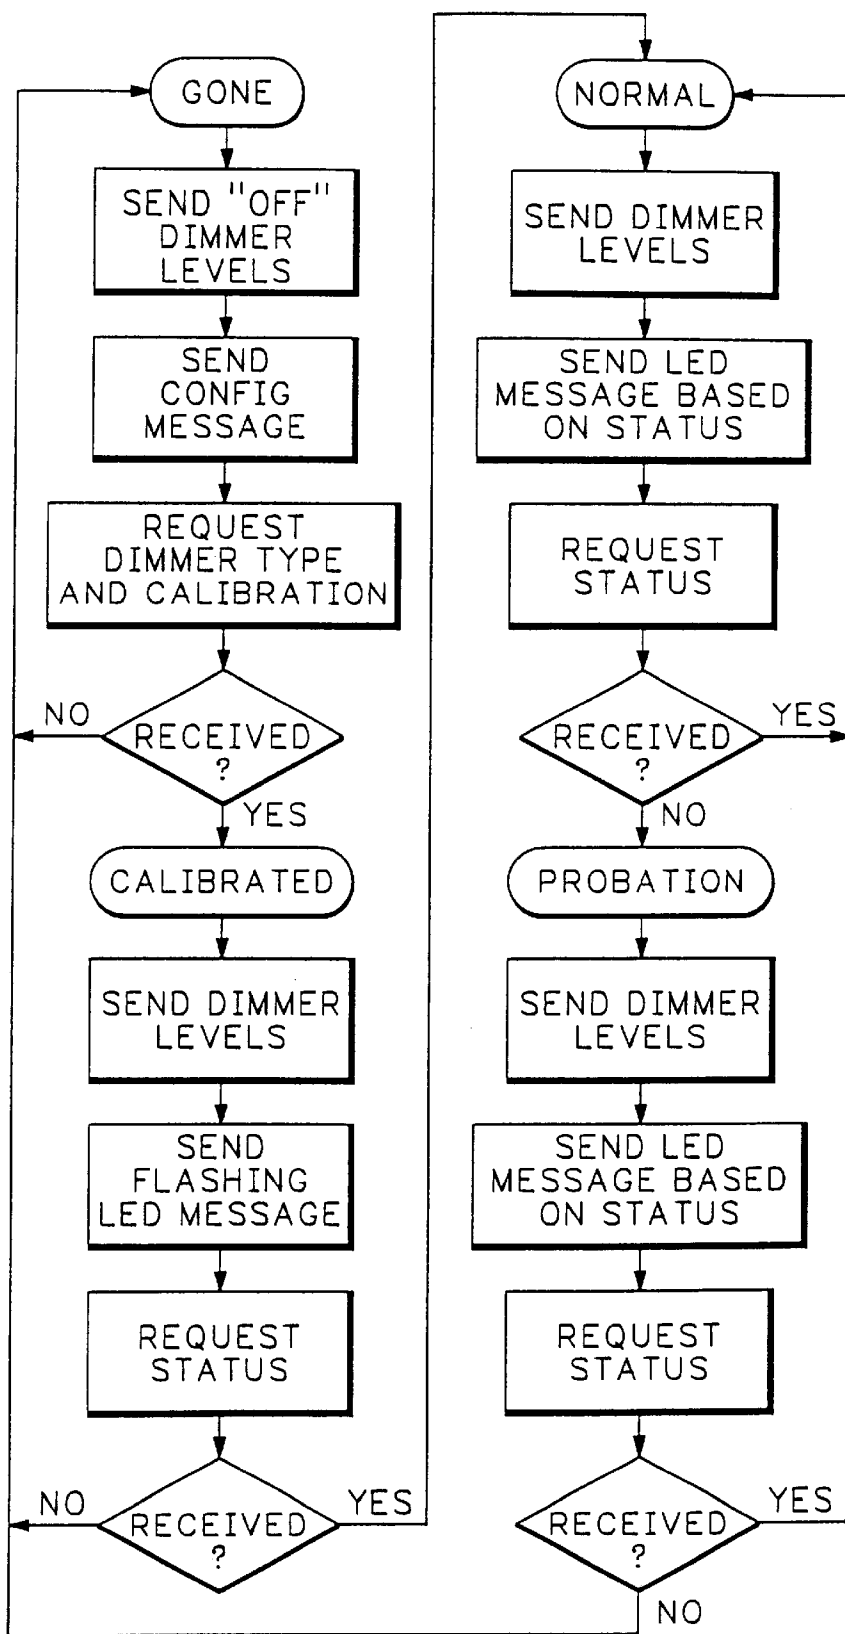 GONE
SEND "OFF"
DIMMER
LEVELS
SEND
CONFIG
MESSAGE
REQUEST
DIMMER TYPE
AND CALIBRATION
NO
RECEIVED
?
YES
CALIBRATED
SEND DIMMER
LEVELS
SEND
FLASHING
LED MESSAGE
REQUEST
STATUS
NO
RECEIVED
?
YES
NORMAL
SEND DIMMER
LEVELS
SEND LED
MESSAGE BASED
ON STATUS
REQUEST
STATUS
RECEIVED
?
YES
NO
PROBATION
SEND DIMMER
LEVELS
SEND LED
MESSAGE BASED
ON STATUS
REQUEST
STATUS
RECEIVED
?
YES
NO